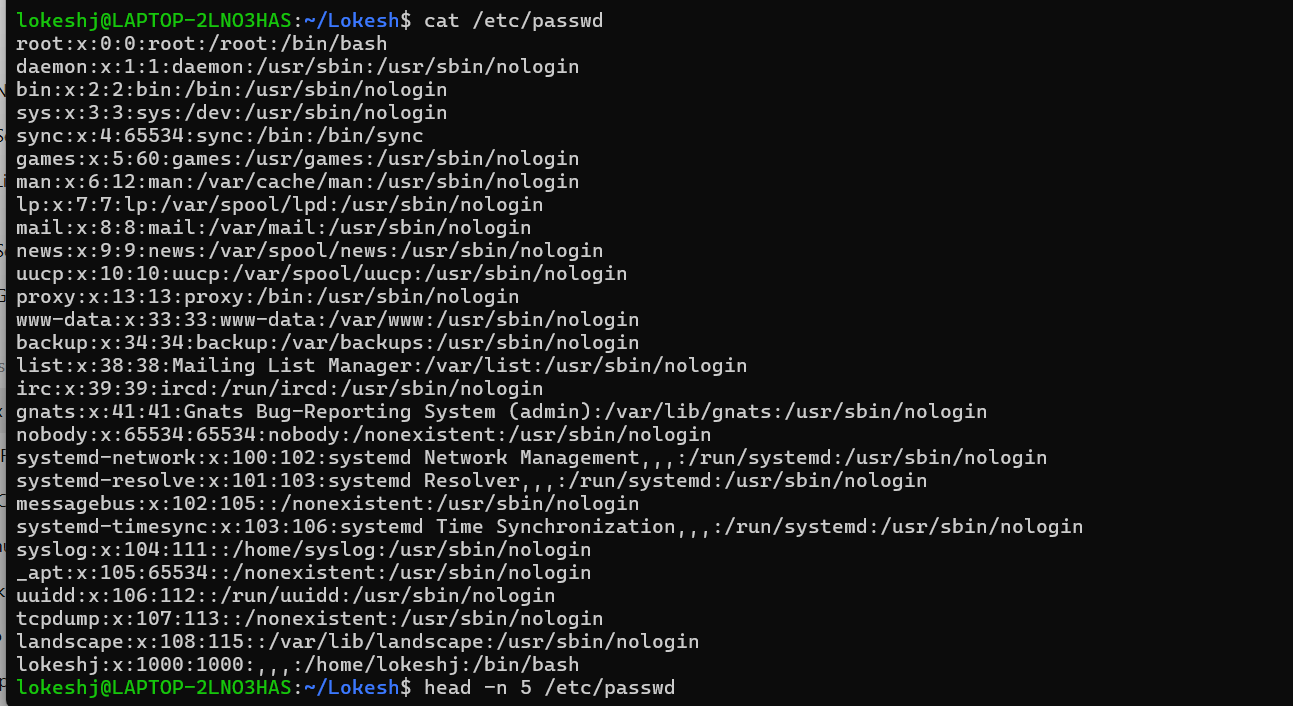 lokeshj@LAPTOP-2LNO3HAS:~/Lokesh$ cat /etc/passwd
root:x:0:0:root:/root:/bin/bash
daemon:x:1:1:daemon:/usr/sbin:/usr/sbin/nologin
bin:x:2:2:bin:/bin:/usr/sbin/nologin
sys:x:3:3:sys:/dev:/usr/sbin/nologin
sync:x:4:65534:sync:/bin:/bin/sync
games:x:5:60:games:/usr/games:/usr/sbin/nologin
man:x:6:12:man:/var/cache/man:/usr/sbin/nologin
lp:x:7:7:lp:/var/spool/lpd:/usr/sbin/nologin
mail:x:8:8:mail:/var/mail:/usr/sbin/nologin
news:x:9:9:news:/var/spool/news:/usr/sbin/nologin
uucp:x:10:10:uucp:/var/spool/uucp:/usr/sbin/nologin
proxy:x:13:13:proxy:/bin:/usr/sbin/nologin
www-data:x:33:33:www-data:/var/www:/usr/sbin/nologin
backup:x:34:34:backup:/var/backups:/usr/sbin/nologin
list:x:38:38:Mailing List Manager:/var/list:/usr/sbin/nologin
irc:x:39:39:ircd:/run/ircd:/usr/sbin/nologin
gnats:x:41:41:Gnats Bug-Reporting System (admin):/var/lib/gnats:/usr/sbin/nologin
nobody:x:65534:65534:nobody:/nonexistent:/usr/sbin/nologin
systemd-network:x:100:102:systemd Network Management,,,:/run/systemd:/usr/sbin/nologin
systemd-resolve:x:101:103:systemd Resolver,,,:/run/systemd:/usr/sbin/nologin
messagebus:x:102:105::/nonexistent:/usr/sbin/nologin
systemd-timesync:x:103:106:systemd Time Synchronization,,,:/run/systemd:/usr/sbin/nologin
syslog:x:104:111::/home/syslog:/usr/sbin/nologin
_apt:x:105:65534::/nonexistent:/usr/sbin/nologin
uuidd:x:106:112::/run/uuidd:/usr/sbin/nologin
tcpdump:x:107:113::/nonexistent:/usr/sbin/nologin
landscape:x:108:115::/var/lib/landscape:/usr/sbin/nologin
lokeshj:x:1000:1000:,,,:/home/lokeshj:/bin/bash
lokeshj@LAPTOP-2LNO3HAS:~/Lokesh$ head -n 5 /etc/passwd